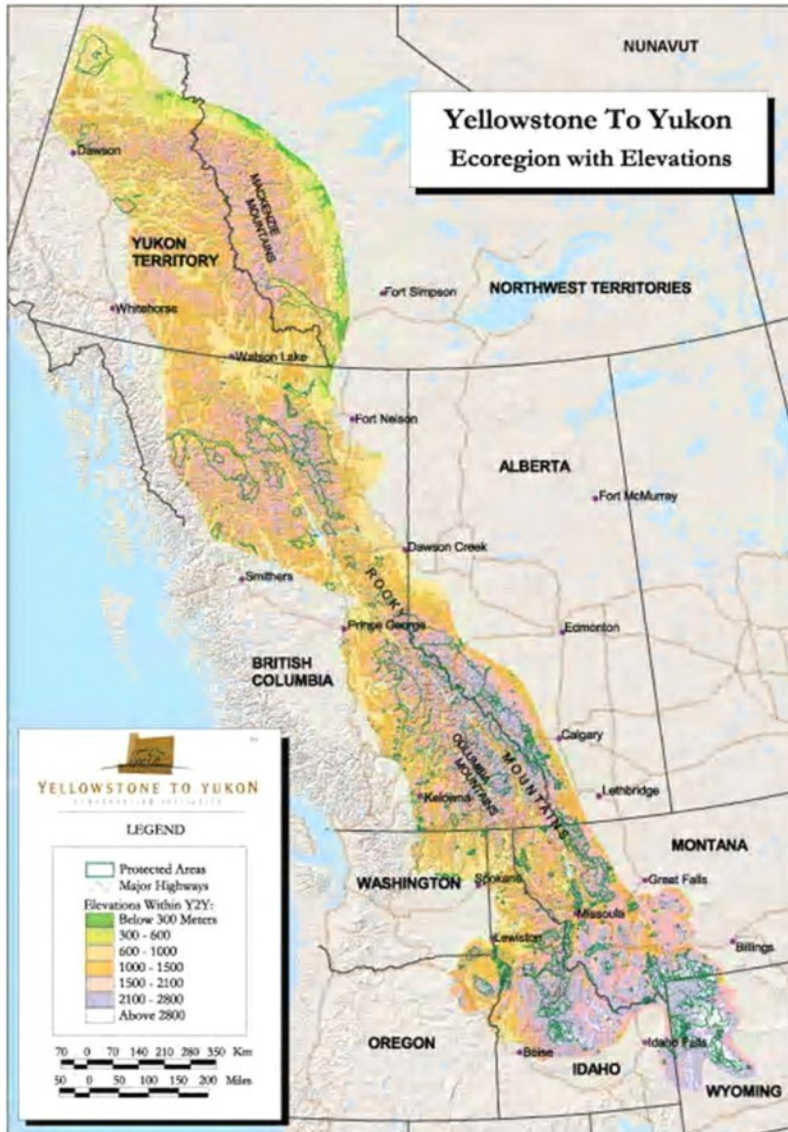 NUNAVUT
Yellowstone To Yukon
Ecoregion with Elevations
Dawson
MACKENZIE
MOUNTAINS
YUKON
TERRITORY
Fort Simpson
NORTHWEST TERRITORIES
Whitehorse
Watson Lake
Fort Nelson
ALBERTA
Fort McMurray
Dawson Creek
ROCKY
Smithers
Prince George
Edmonton
BRITISH
COLUMBIA
Calgary
COLUMBIA
MOUNTAINS
MOUNTAINS
Kelowna
Lethbridge
MONTANA
WASHINGTON
Spokane
Great Falls
Missoula
Lewiston
Billings
OREGON
Boise
IDAHO
Idaho Falls
WYOMING
YELLOWSTONE TO YUKON
LEGEND
Protected Areas
Major Highways
Elevations Within Y2Y:
Below 300 Meters
300 - 600
600 - 1000
1000 - 1500
1500 - 2100
2100 - 2800
Above 2800
70 0 70 140 210 280 350 Km
50 0 50 100 150 200 Miles